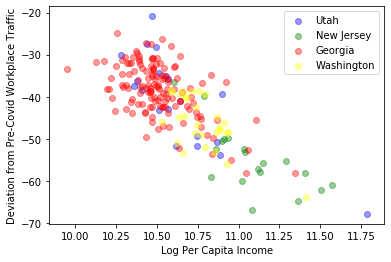 Utah
New Jersey
Georgia
Washington
Deviation from Pre-Covid Workplace Traffic
−20
−30
−40
−50
−60
−70
10.00 10.25 10.50 10.75 11.00 11.25 11.50 11.75
Log Per Capita Income